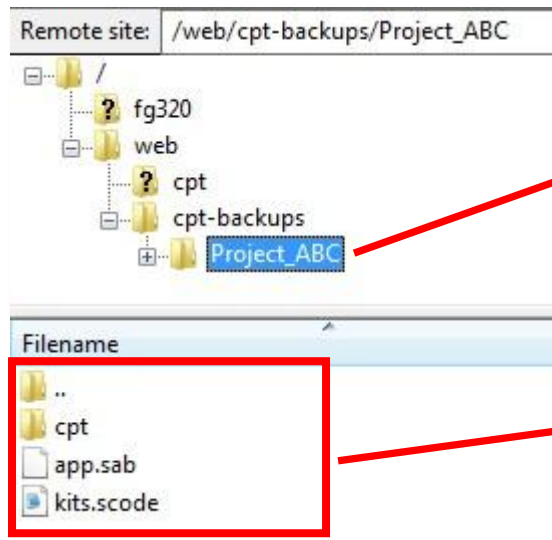 Remote site: /web/cpt-backups/Project_ABC
/
? fg320
web
? cpt
cpt-backups
Project_ABC
Filename
..
cpt
app.sab
kits.scode